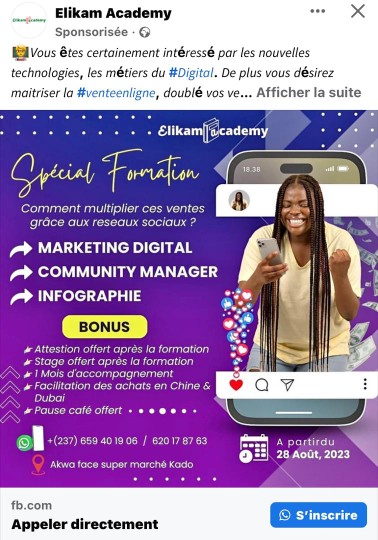 Elikam Academy
Sponsorisée ·
Vous êtes certainement intéressé par les nouvelles
technologies, les métiers du #Digital. De plus vous désirez
maitriser la #venteenligne, doublé vos ve... Afficher la suite
Elikam academy
Spécial Formation
Comment multiplier ces ventes
grâce aux reseaux sociaux ?
MARKETING DIGITAL
COMMUNITY MANAGER
INFOGRAPHIE
BONUS
Attestion offert après la formation
Stage offert après la formation
1 Mois d'accompagnement
Facilitation des achats en Chine &
Dubai
Pause café offert
18.38
+(237) 659 40 19 06 / 620 17 87 63
Akwa face super marché Kado
A partirdu
28 Août, 2023
fb.com
Appeler directement
S'inscrire